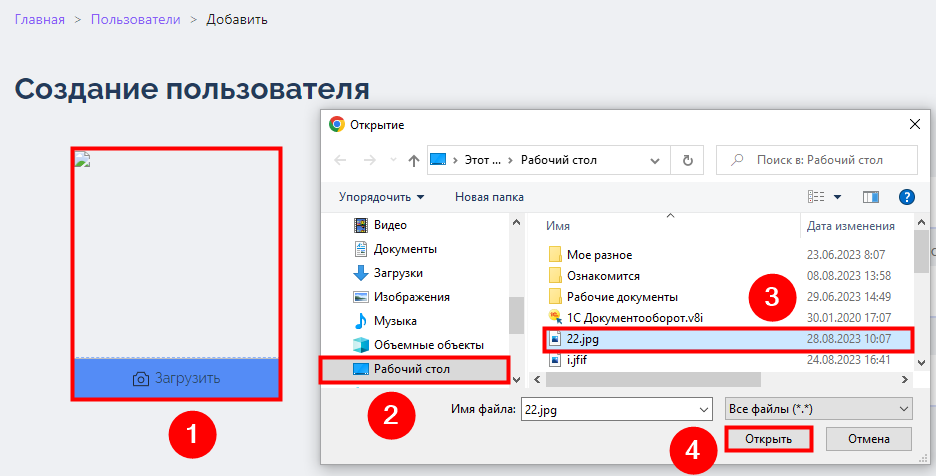 Главная > Пользователи > Добавить
Создание пользователя
Загрузить
1
Открытие
Этот ... > Рабочий стол
Поиск в: Рабочий стол
Упорядочить
Новая папка
?
Видео
Документы
Загрузки
Изображения
Музыка
Объемные объекты
Рабочий стол
2
Имя Дата изменения
Мое разное 23.06.2023 8:07
Ознакомится 08.08.2023 13:58
Рабочие документы 29.06.2023 14:49
1С Документооборот.v8i 30.01.2020 17:07
22.jpg 28.08.2023 10:07
i.jfif 24.08.2023 16:41
3
Имя файла: 22.jpg Все файлы (*.*)
4
Открыть Отмена